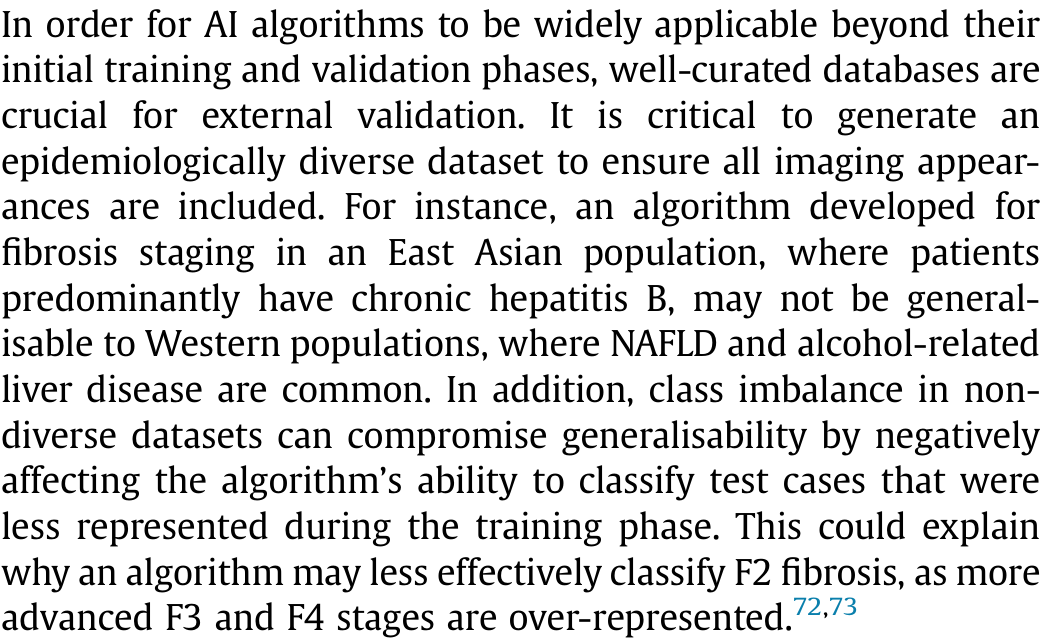 In order for AI algorithms to be widely applicable beyond their
initial training and validation phases, well-curated databases are
crucial for external validation. It is critical to generate an
epidemiologically diverse dataset to ensure all imaging appear-
ances are included. For instance, an algorithm developed for
fibrosis staging in an East Asian population, where patients
predominantly have chronic hepatitis B, may not be general-
isable to Western populations, where NAFLD and alcohol-related
liver disease are common. In addition, class imbalance in non-
diverse datasets can compromise generalisability by negatively
affecting the algorithm's ability to classify test cases that were
less represented during the training phase. This could explain
why an algorithm may less effectively classify F2 fibrosis, as more
advanced F3 and F4 stages are over-represented.72,73